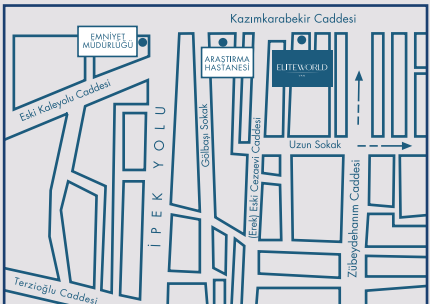 Kazımkarabekir Caddesi
EMNİYET
MÜDÜRLÜĞÜ
ARAŞTIRMA
HASTANESİ
ELITEWORLD
Eski Kaleyolu Caddesi
İPEK YOLU
Gölbaşı Sokak
(Erek) Eski Cezaevi Caddesi
Uzun Sokak
Zübeydehanım Caddesi
Terzioğlu Caddesi